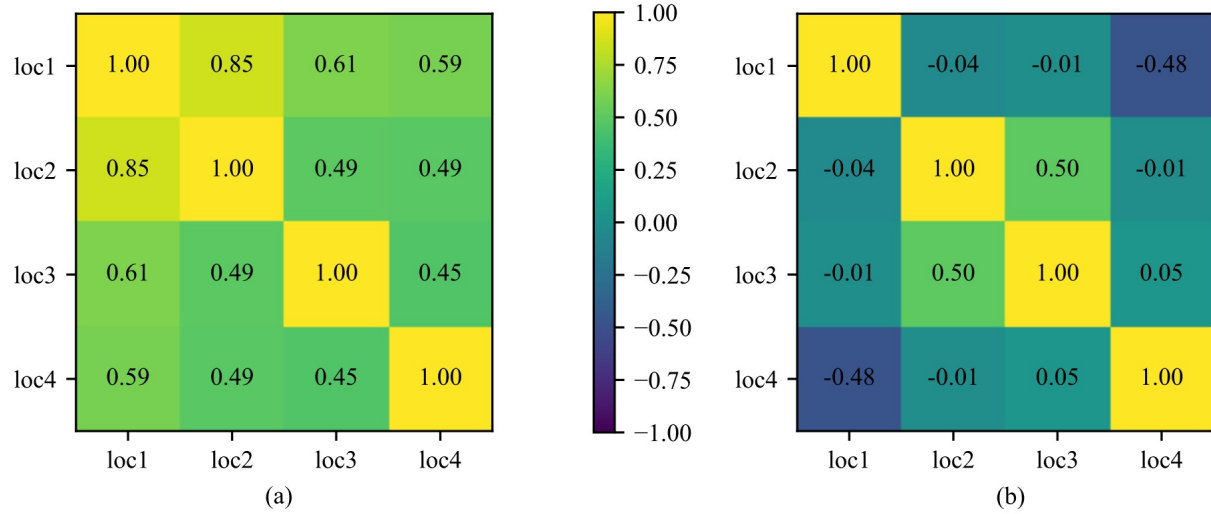 loc1 1.00 0.85 0.61 0.59
loc2 0.85 1.00 0.49 0.49
loc3 0.61 0.49 1.00 0.45
loc4 0.59 0.49 0.45 1.00
loc1 loc2 loc3 loc4
(a)
1.00
0.75
0.50
0.25
0.00
−0.25
−0.50
−0.75
−1.00
loc1 1.00 -0.04 -0.01 -0.48
loc2 -0.04 1.00 0.50 -0.01
loc3 -0.01 0.50 1.00 0.05
loc4 -0.48 -0.01 0.05 1.00
loc1 loc2 loc3 loc4
(b)